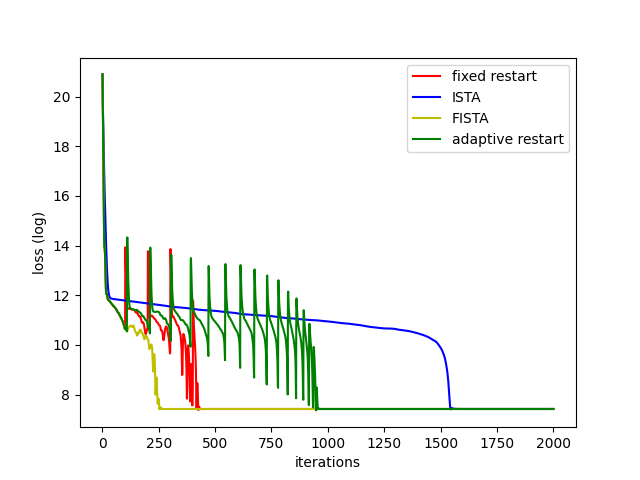 fixed restart
ISTA
FISTA
adaptive restart
loss (log)
20
18
16
14
12
10
8
0 250 500 750 1000 1250 1500 1750 2000
iterations